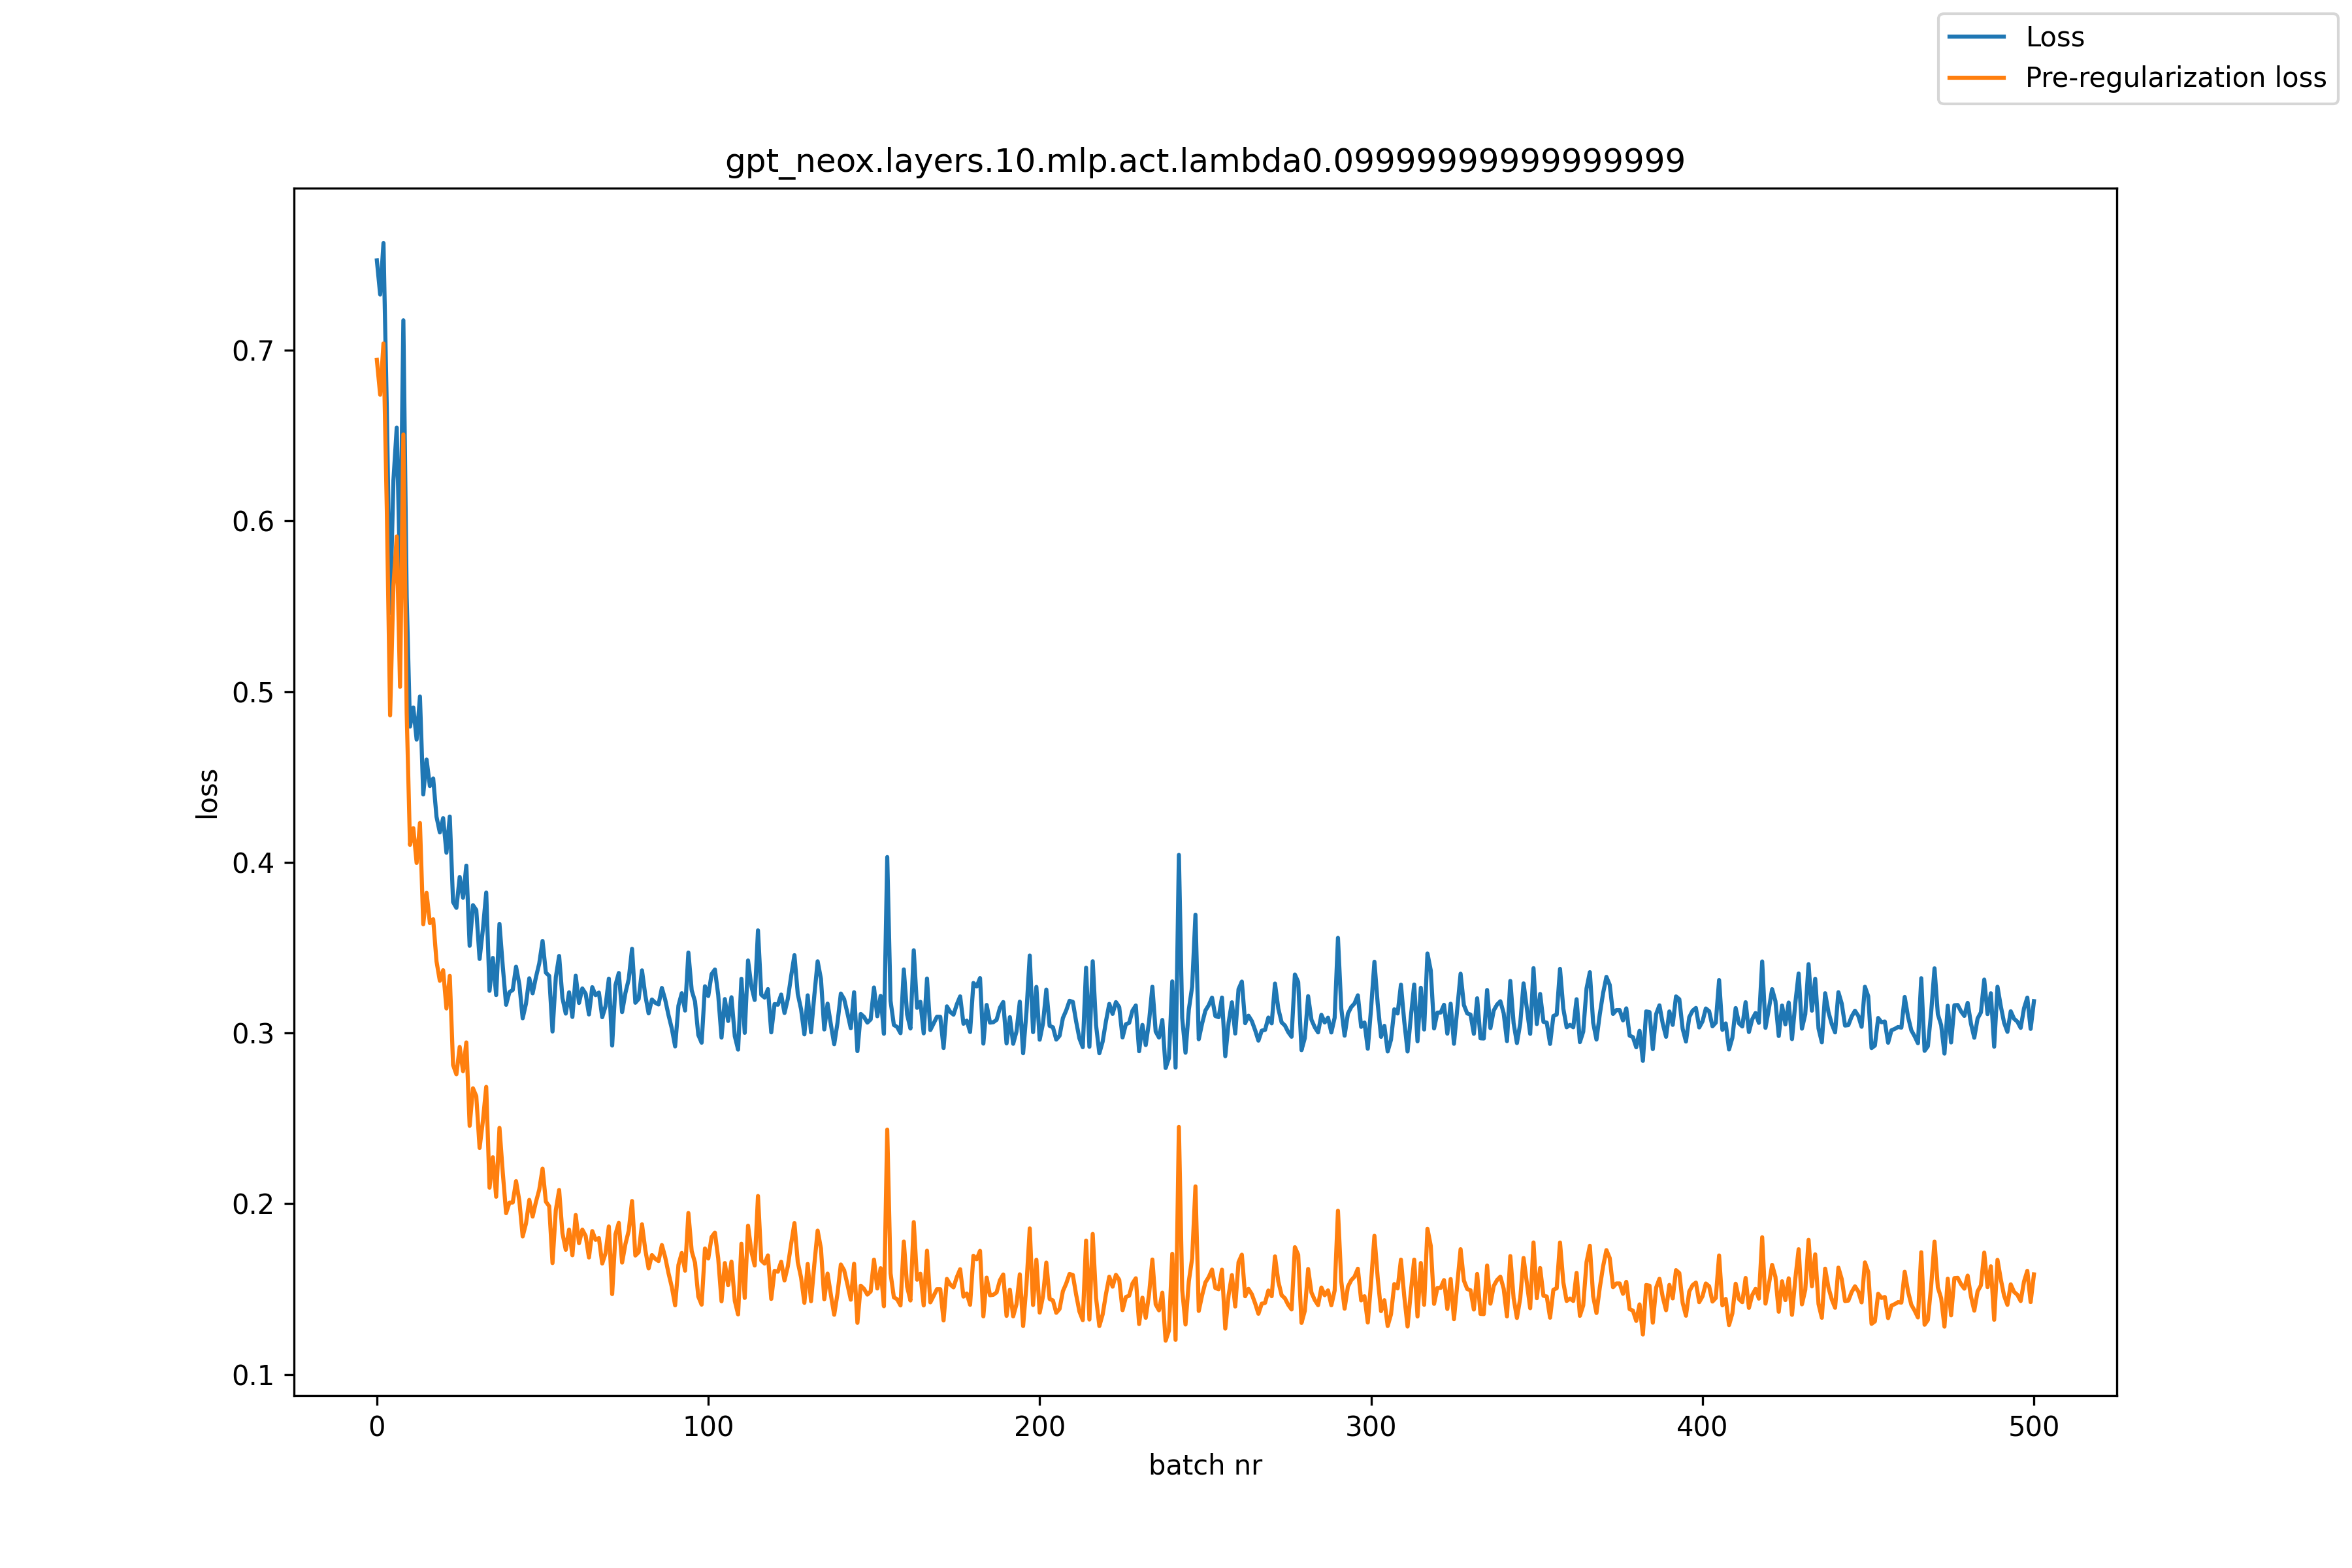 Loss
Pre-regularization loss
gpt_neox.layers.10.mlp.act.lambda0.09999999999999999
0.7
0.6
0.5
0.4
0.3
0.2
0.1
loss
0 100 200 300 400 500
batch nr